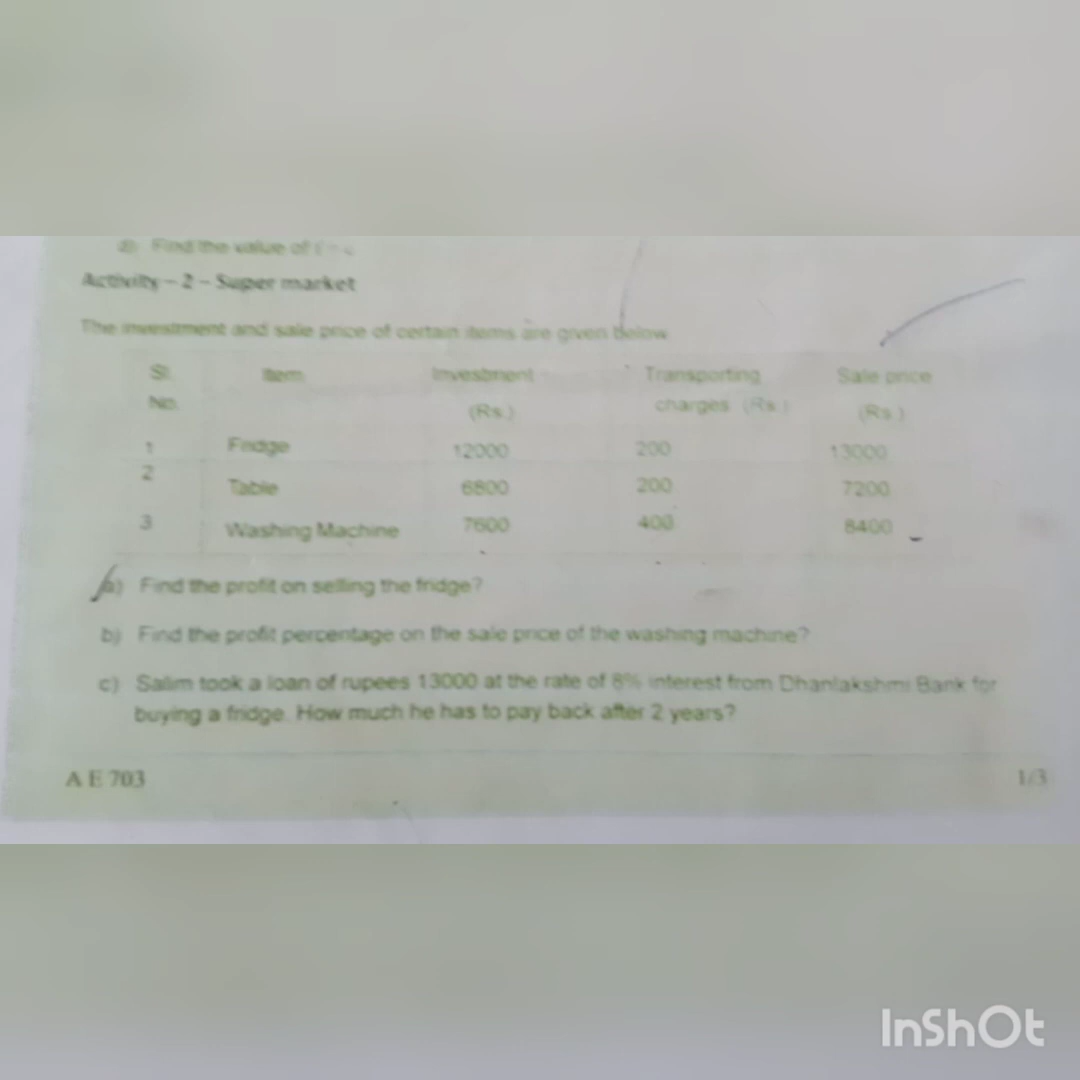 d) Find the value of
Activity – 2 – Super market
The investment and sale price of certain items are given below
Sl. No. Item Investment (Rs.) Transporting charges (Rs.) Sale price (Rs.)
1 Fridge 12000 200 13000
2 Table 6800 200 7200
3 Washing Machine 7600 400 8400
a) Find the profit on selling the fridge?
b) Find the profit percentage on the sale price of the washing machine?
c) Salim took a loan of rupees 13000 at the rate of 8% interest from Dhanlakshmi Bank for
buying a fridge. How much he has to pay back after 2 years?
A E 703 1/3
InShOt